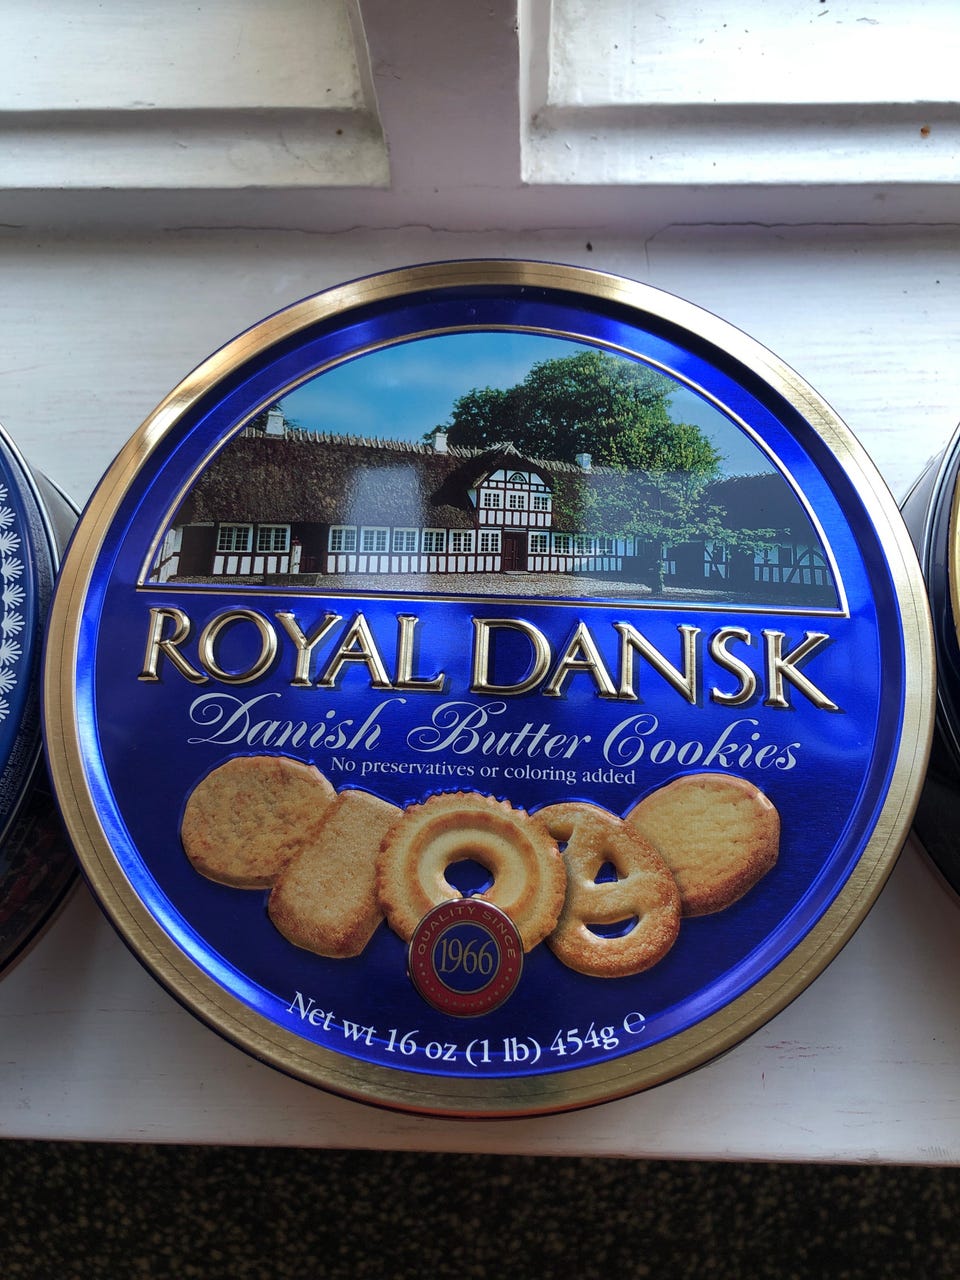 ROYAL DANSK
Danish Butter Cookies
No preservatives or coloring added
QUALITY SINCE
1966
Net wt 16 oz (1 lb) 454g ℮